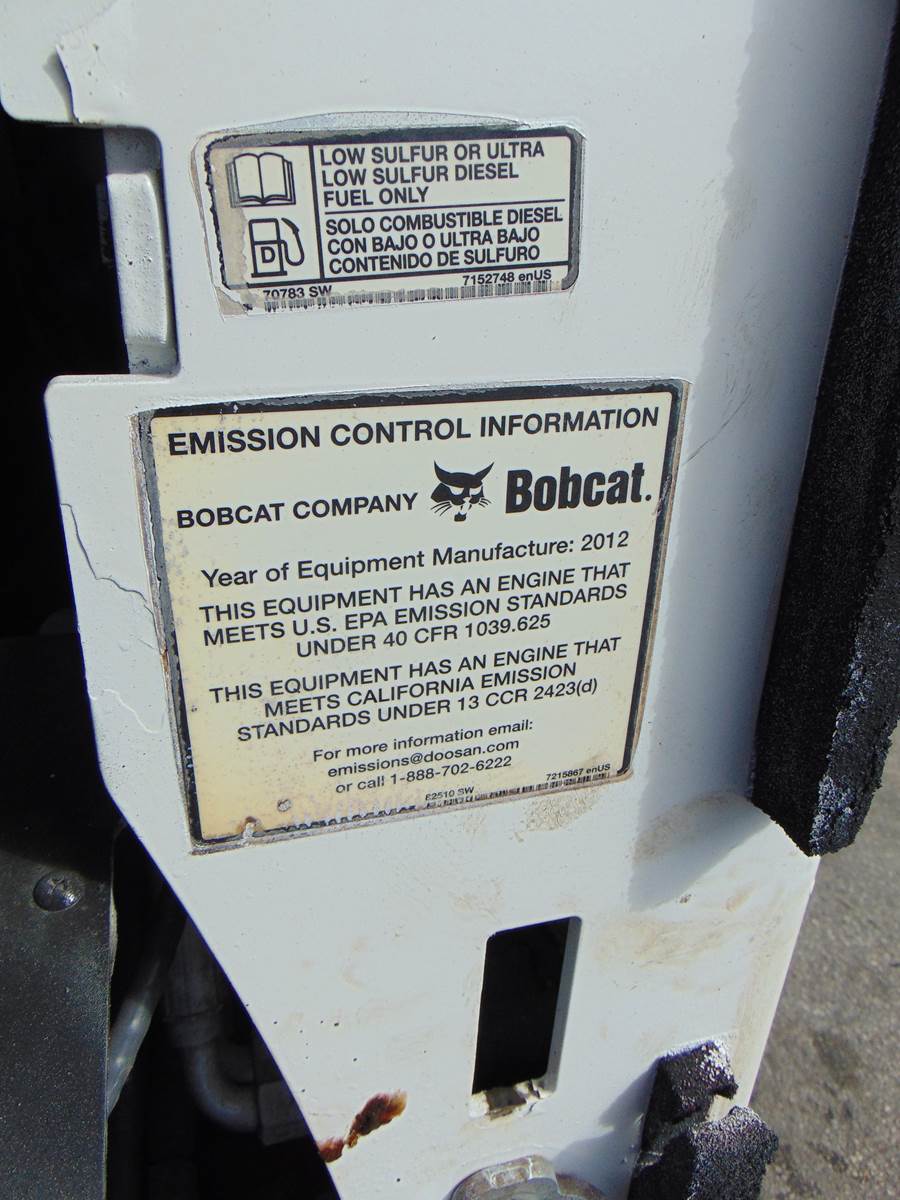 LOW SULFUR OR ULTRA
LOW SULFUR DIESEL
FUEL ONLY
D
SOLO COMBUSTIBLE DIESEL
CON BAJO O ULTRA BAJO
CONTENIDO DE SULFURO
70783 SW 7152748 enUS
EMISSION CONTROL INFORMATION
BOBCAT COMPANY Bobcat.
Year of Equipment Manufacture: 2012
THIS EQUIPMENT HAS AN ENGINE THAT
MEETS U.S. EPA EMISSION STANDARDS
UNDER 40 CFR 1039.625
THIS EQUIPMENT HAS AN ENGINE THAT
MEETS CALIFORNIA EMISSION
STANDARDS UNDER 13 CCR 2423(d)
For more information email:
emissions@doosan.com
or call 1-888-702-6222
82510 SW 7215867 enUS